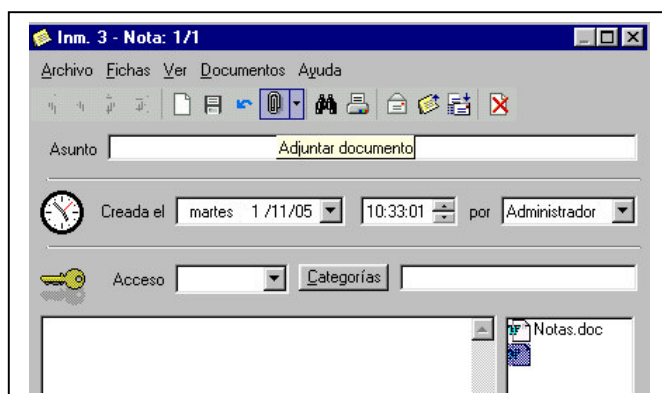 Inm. 3 - Nota: 1/1
Archivo Fichas Ver Documentos Ayuda
Adjuntar documento
Asunto
Creada el martes 1/11/05 10:33:01 por Administrador
Acceso Categorías
Notas.doc